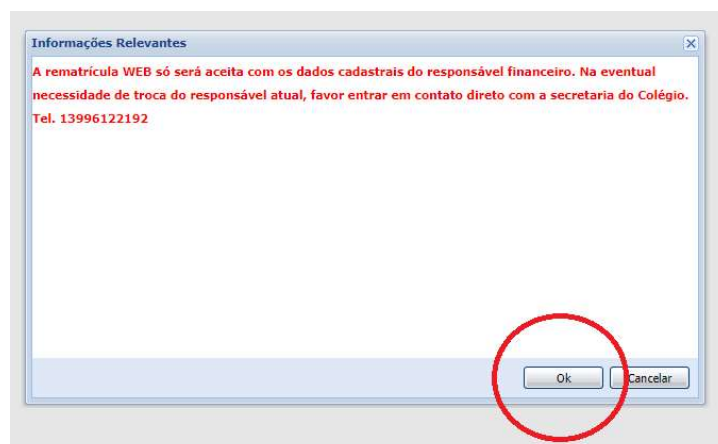 Informações Relevantes
A rematrícula WEB só será aceita com os dados cadastrais do responsável financeiro. Na eventual
necessidade de troca do responsável atual, favor entrar em contato direto com a secretaria do Colégio.
Tel. 13996122192
Ok
Cancelar